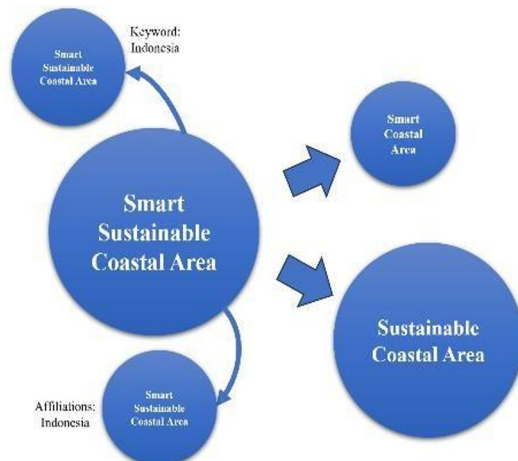 Keyword:
Indonesia
Smart
Sustainable
Coastal Area
Smart
Coastal
Area
Smart
Sustainable
Coastal Area
Sustainable
Coastal Area
Affiliations:
Indonesia
Smart
Sustainable
Coastal Area